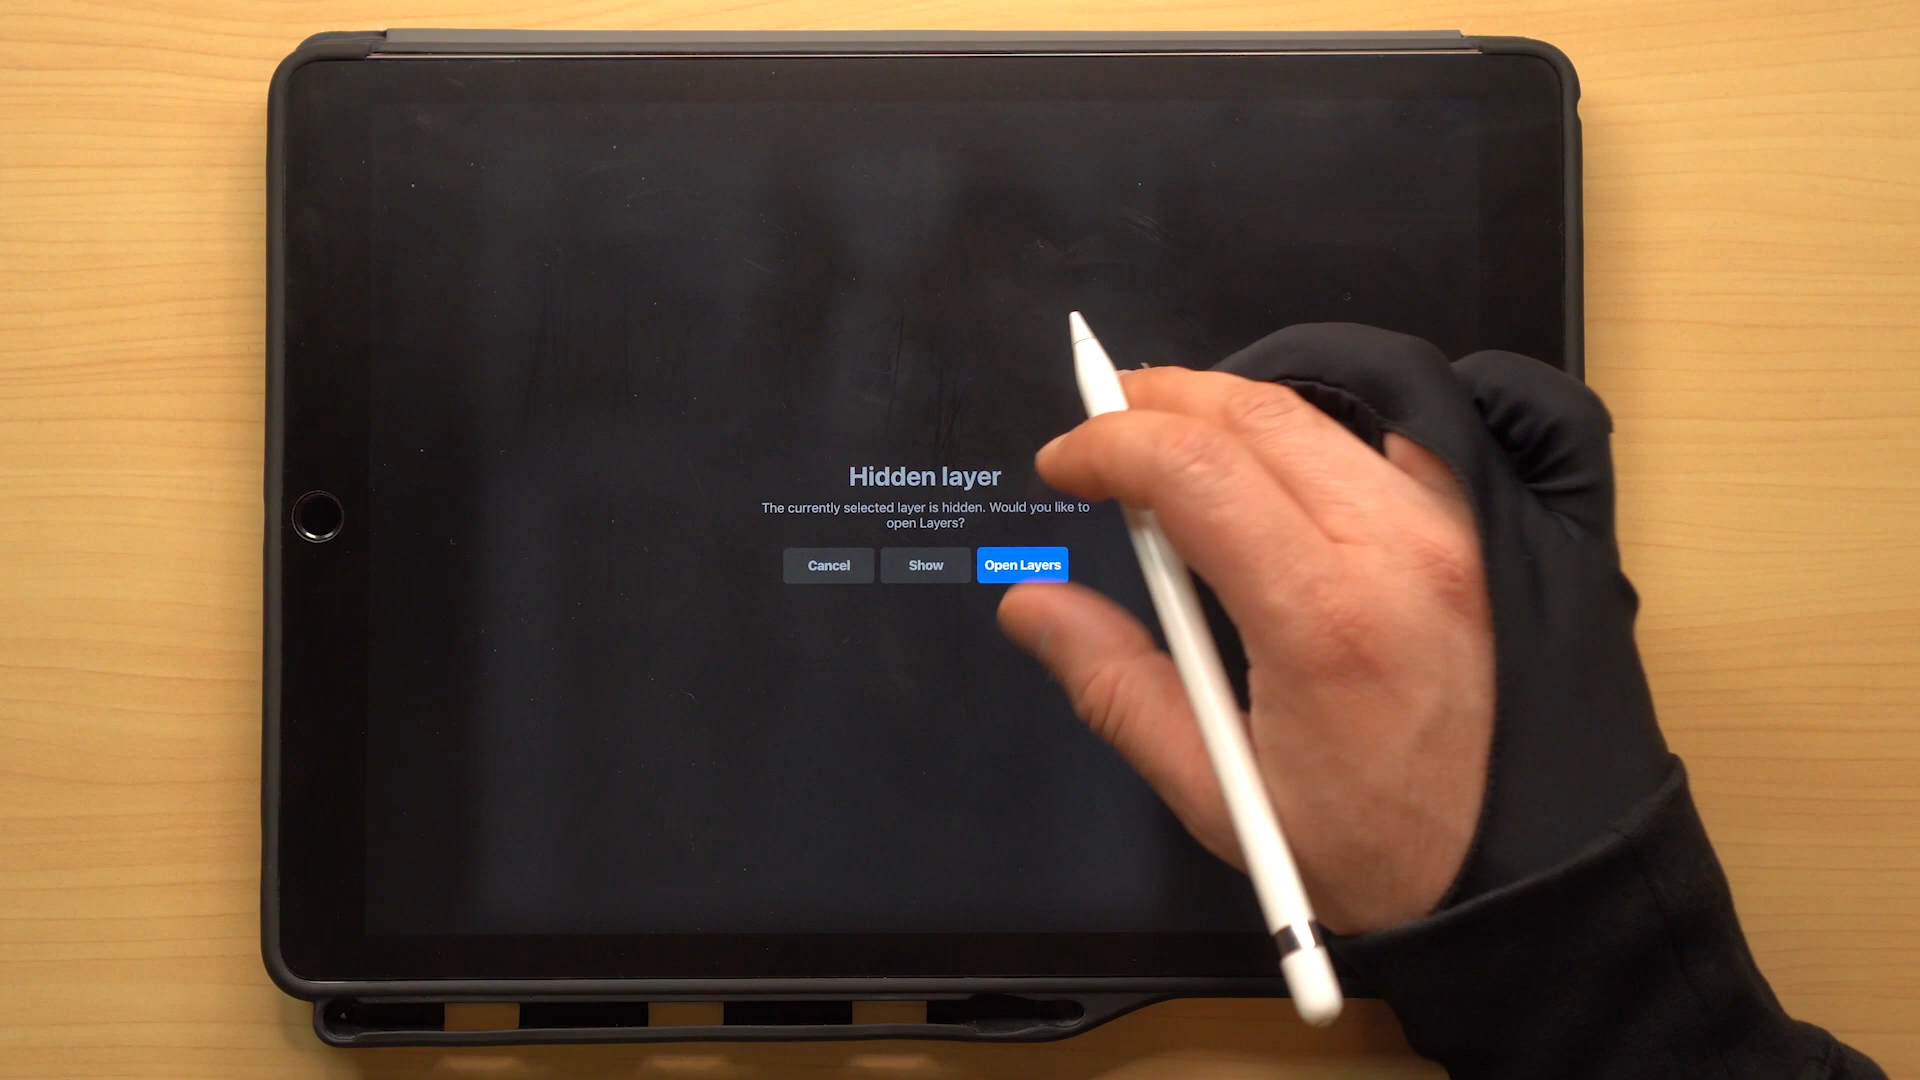 Hidden layer
The currently selected layer is hidden. Would you like to
open Layers?
Cancel Show Open Layers